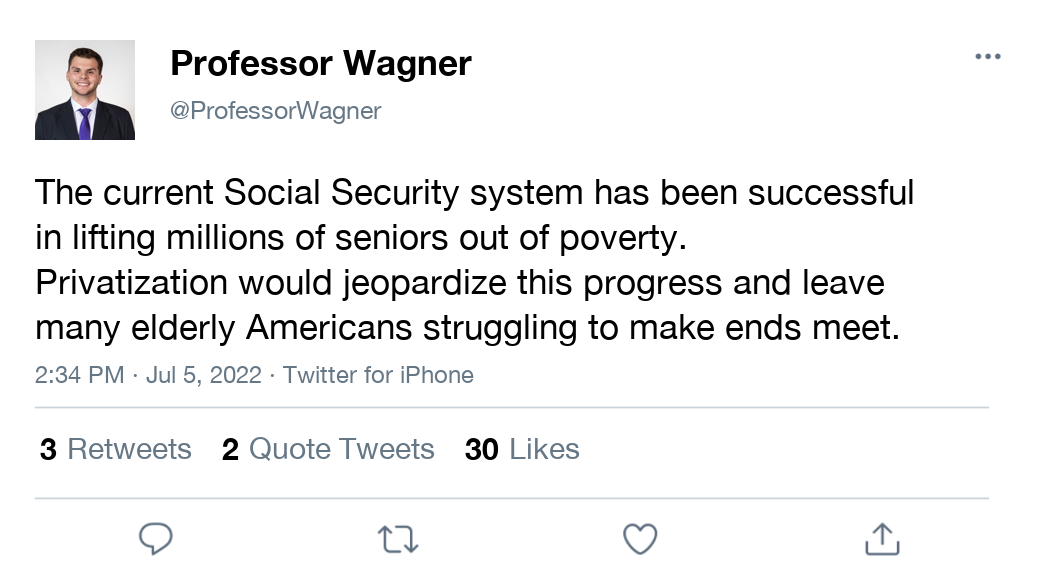 Professor Wagner
@ProfessorWagner
The current Social Security system has been successful
in lifting millions of seniors out of poverty.
Privatization would jeopardize this progress and leave
many elderly Americans struggling to make ends meet.
2:34 PM · Jul 5, 2022 · Twitter for iPhone
3 Retweets 2 Quote Tweets 30 Likes